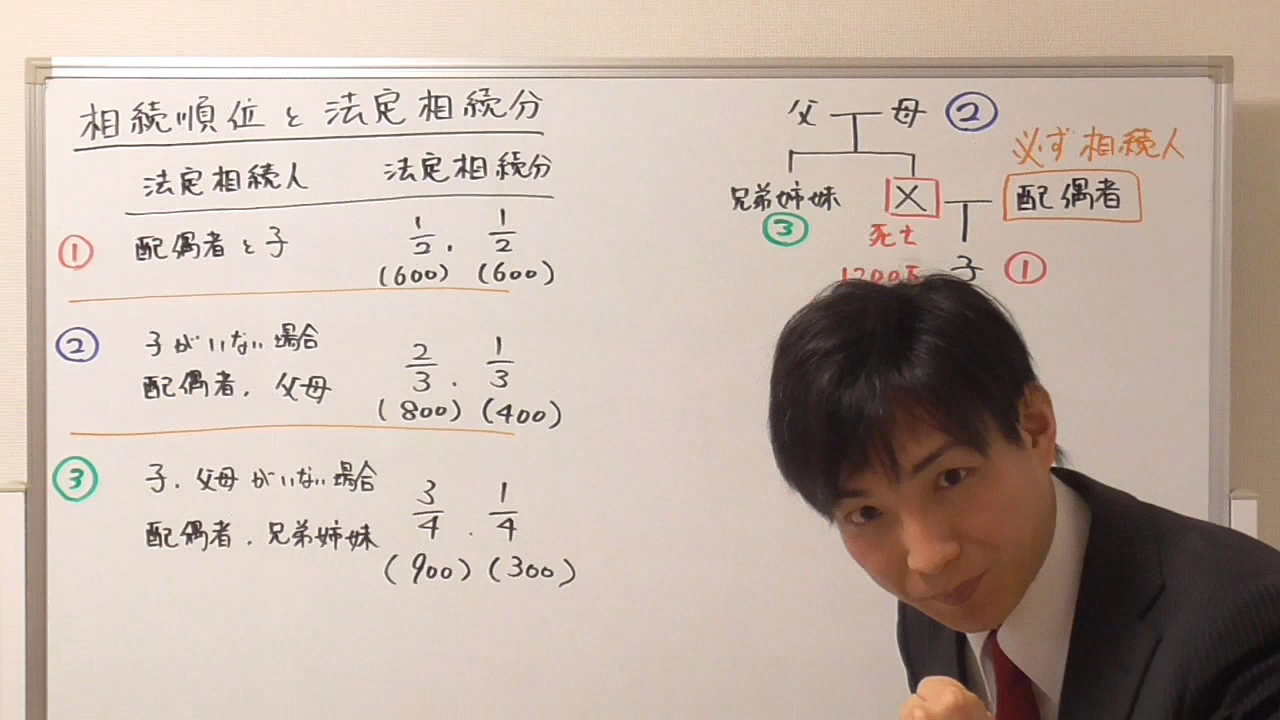 相続順位と法定相続分
法定相続人 法定相続分
① 配偶者と子 1/2, 1/2
(600) (600)
② 子がいない場合
配偶者, 父母 2/3, 1/3
(800) (400)
③ 子, 父母がいない場合
配偶者, 兄弟姉妹 3/4, 1/4
(900) (300)
父 母 ②
必ず相続人
兄弟姉妹 X 配偶者
③ 死亡
子 ①